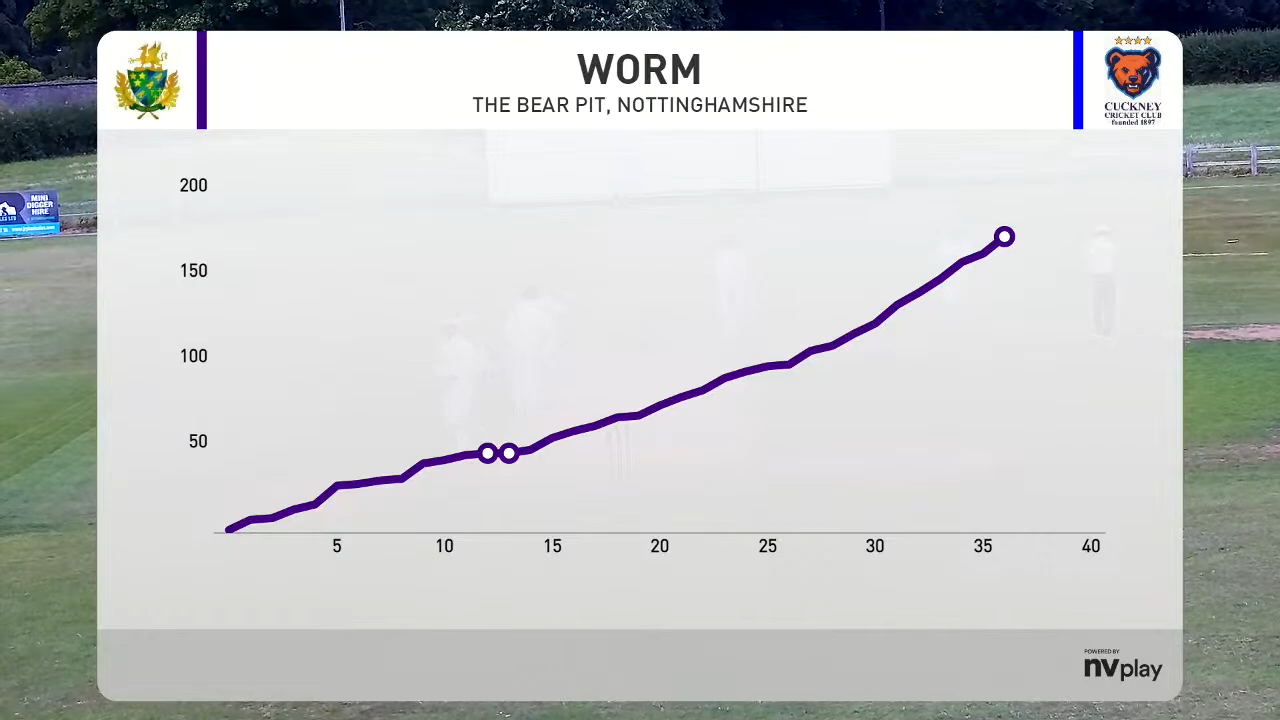 WORM
THE BEAR PIT, NOTTINGHAMSHIRE
CUCKNEY
CRICKET CLUB
founded 1897
MINI
DIGGER
HIRE
200
150
100
50
5 10 15 20 25 30 35 40
POWERED BY
nvplay